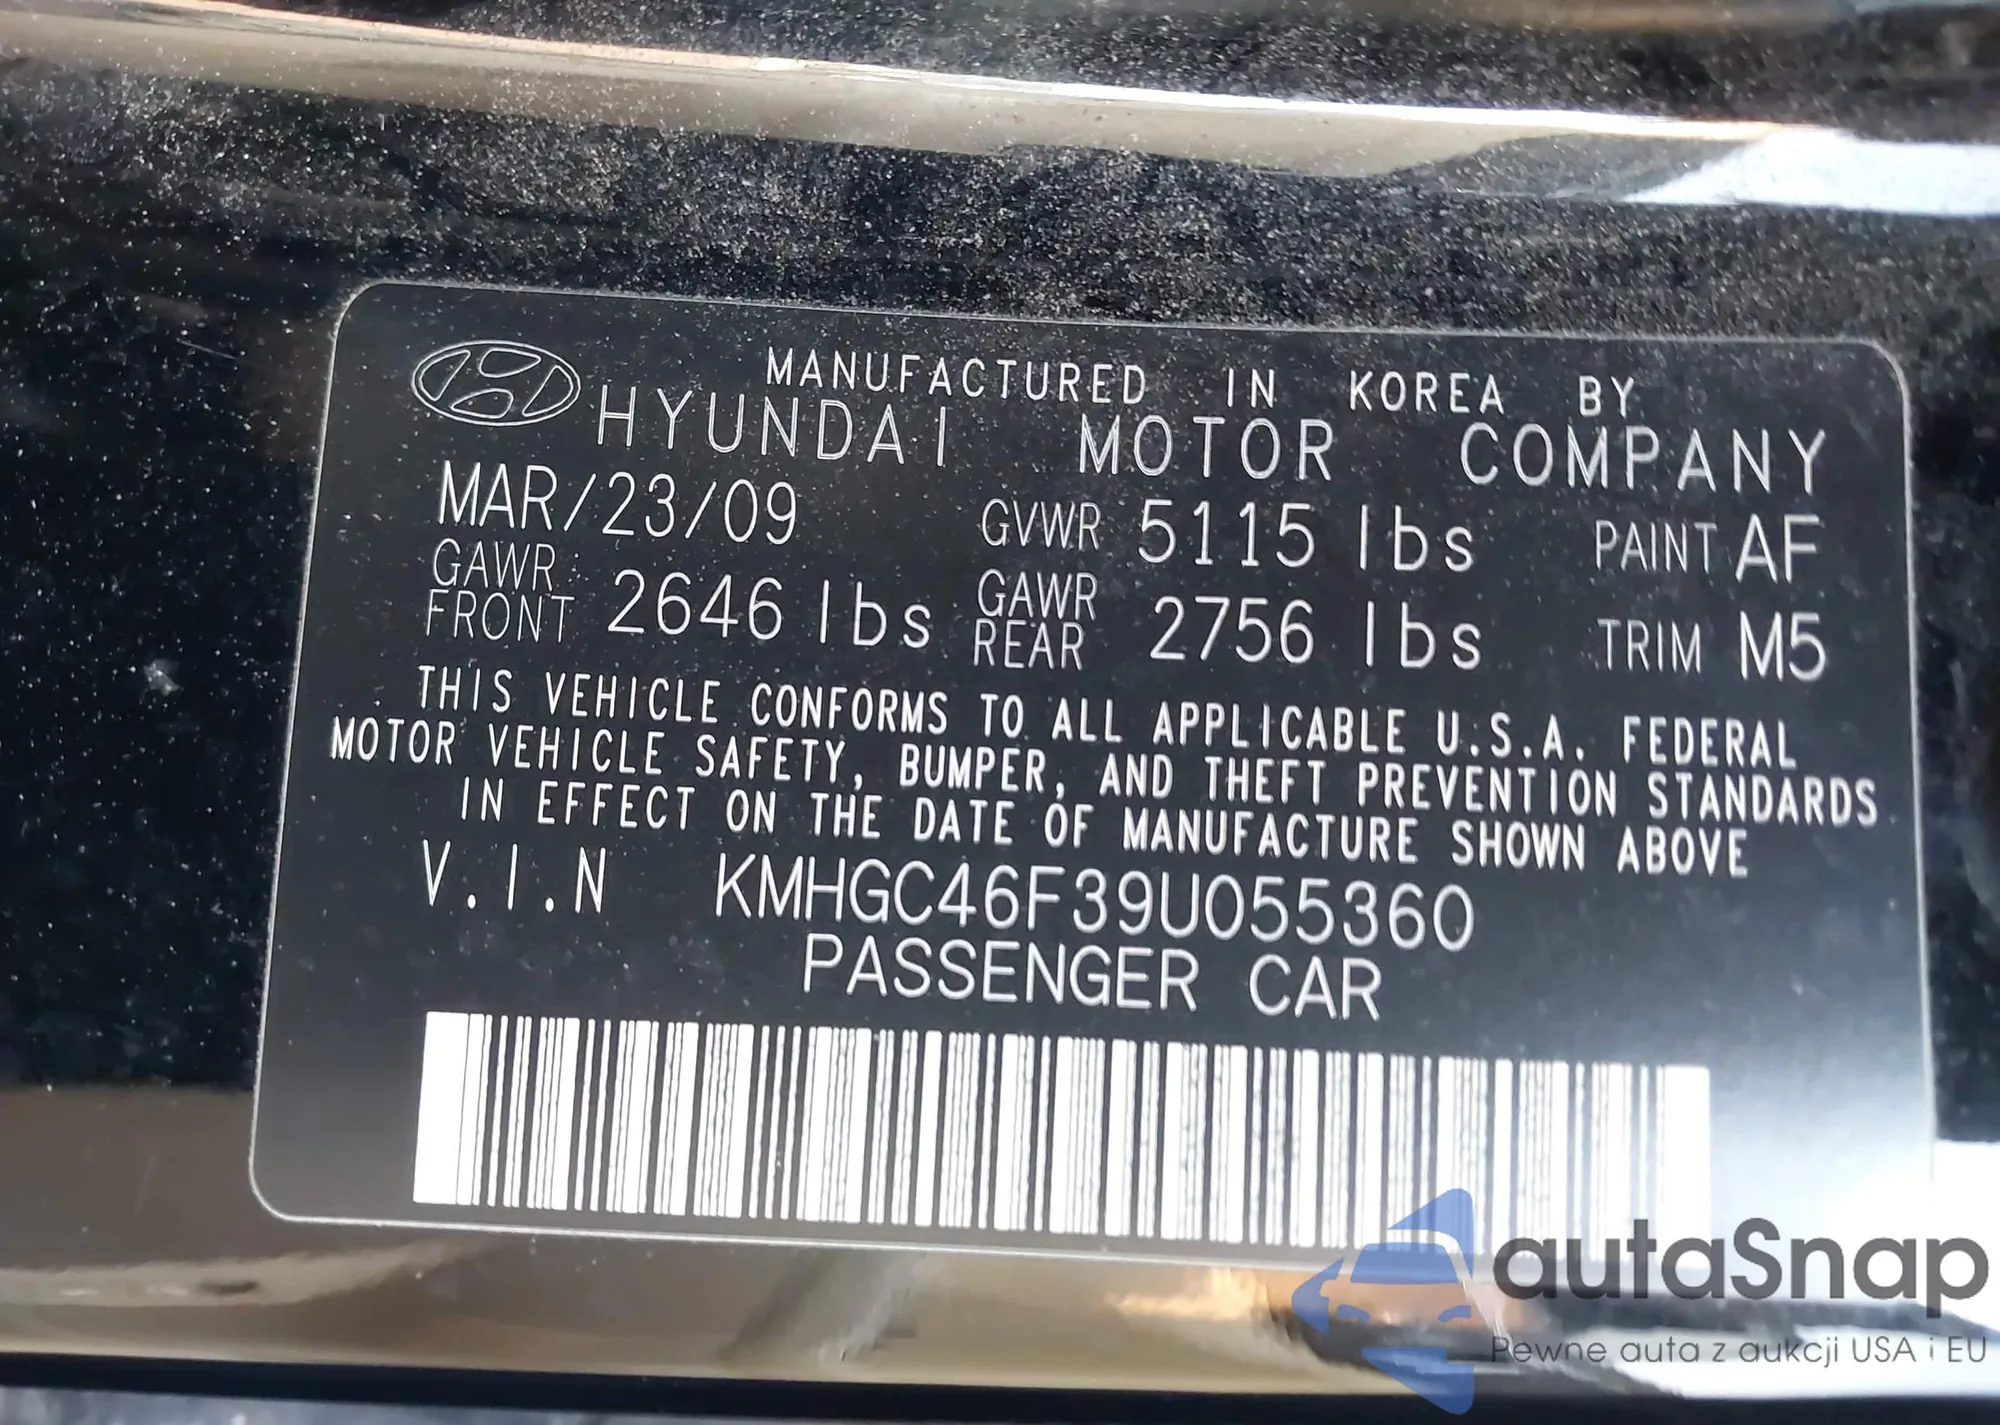 MANUFACTURED IN KOREA BY
HYUNDAI MOTOR COMPANY
MAR/23/09 GVWR 5115 lbs PAINT AF
GAWR FRONT 2646 lbs GAWR REAR 2756 lbs TRIM M5
THIS VEHICLE CONFORMS TO ALL APPLICABLE U.S.A. FEDERAL
MOTOR VEHICLE SAFETY, BUMPER, AND THEFT PREVENTION STANDARDS
IN EFFECT ON THE DATE OF MANUFACTURE SHOWN ABOVE
V.I.N KMHGC46F39U055360
PASSENGER CAR
autaSnap
Pewne auta z aukcji USA i EU